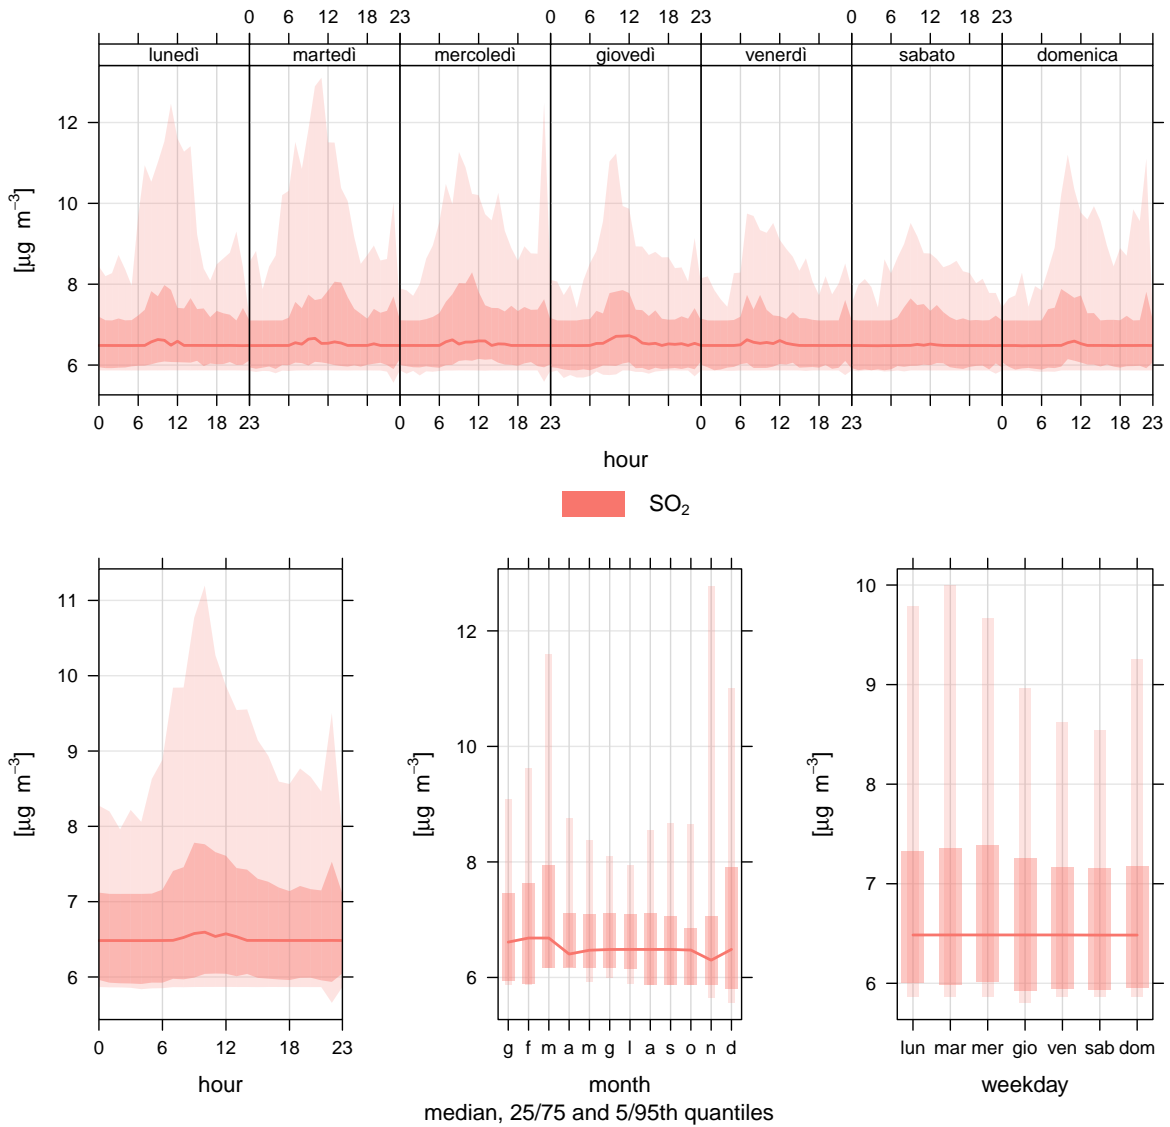 0 6 12 18 23 0 6 12 18 23 0 6 12 18 23
lunedì martedì mercoledì giovedì venerdì sabato domenica
12
10
8
6
[µg m⁻³]
0 6 12 18 23 0 6 12 18 23 0 6 12 18 23 0 6 12 18 23
hour
SO₂
11
10
9
8
7
6
[µg m⁻³]
0 6 12 18 23
hour
12
10
8
6
[µg m⁻³]
g f m a m g l a s o n d
month
10
9
8
7
6
[µg m⁻³]
lun mar mer gio ven sab dom
weekday
median, 25/75 and 5/95th quantiles